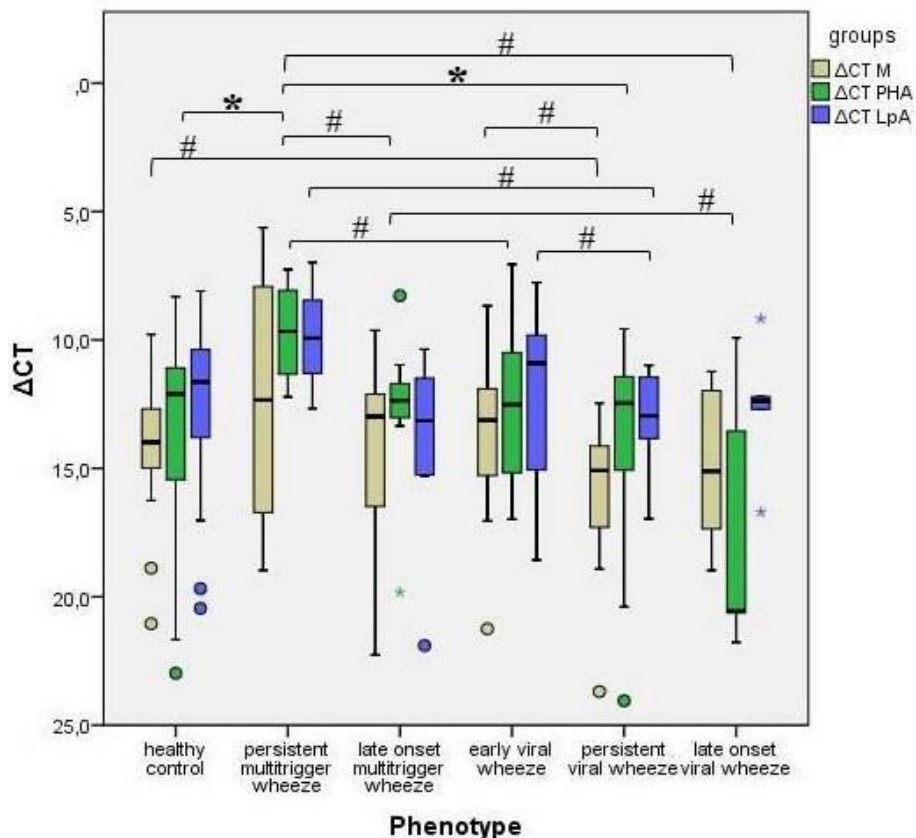 groups
ΔCT M
ΔCT PHA
ΔCT LpA
#
*
*
#
#
#
#
#
#
#
,0
5,0
10,0
15,0
20,0
25,0
ΔCT
healthy control
persistent multitrigger wheeze
late onset multitrigger wheeze
early viral wheeze
persistent viral wheeze
late onset viral wheeze
Phenotype